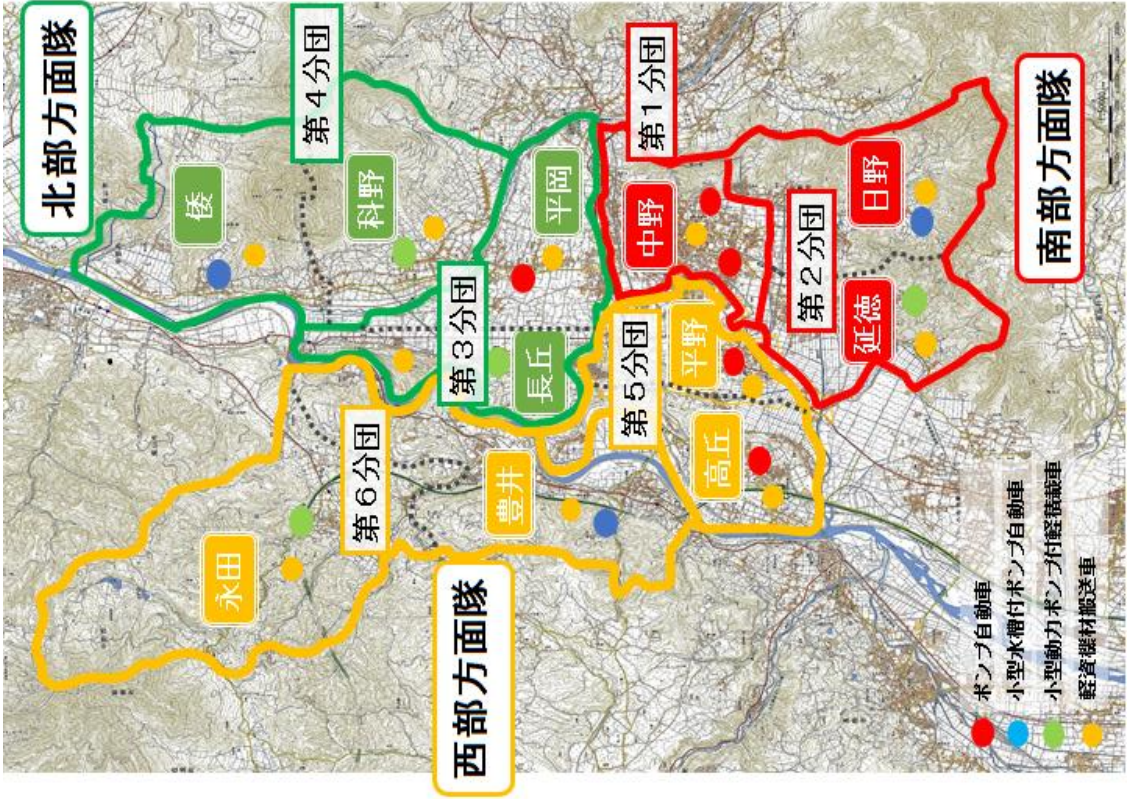 北部方面隊
第4分団
倭
科野
第3分団
平岡
長丘
第1分団
中野
第2分団
日野
延徳
南部方面隊
第5分団
平野
高丘
第6分団
豊井
永田
西部方面隊
ポンプ自動車
小型水槽付ポンプ自動車
小型動力ポンプ付軽積載車
軽資機材搬送車